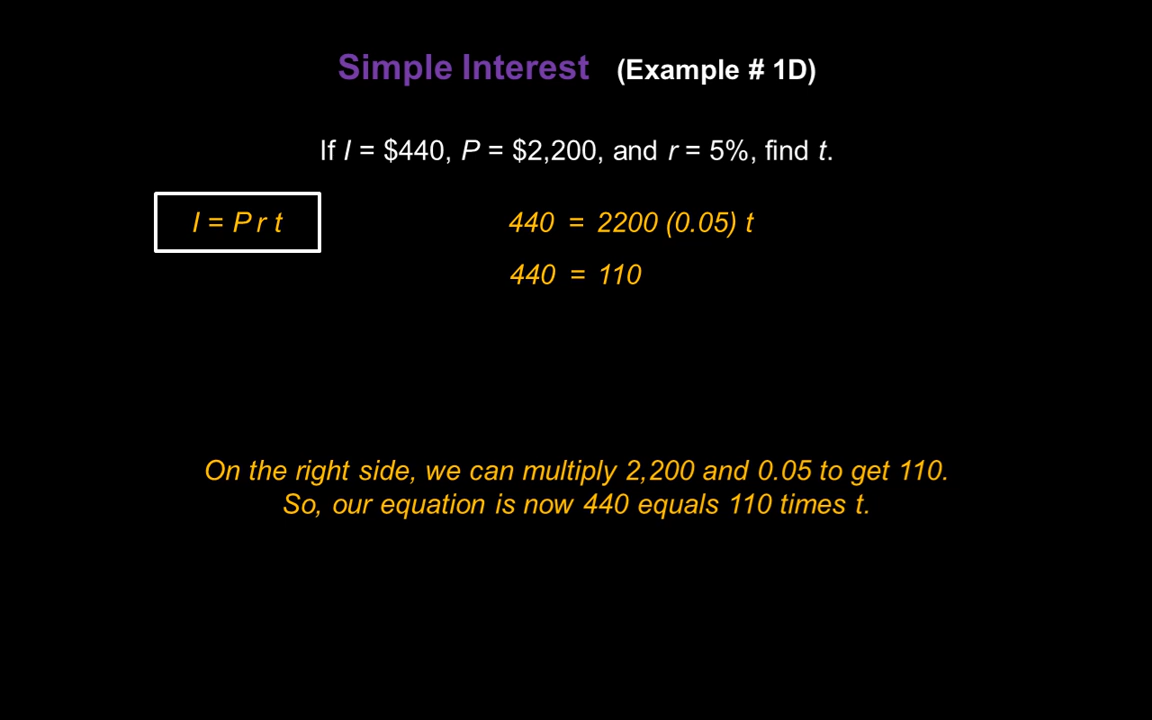 Simple Interest (Example # 1D)
If I = $440, P = $2,200, and r = 5%, find t.
I = P r t
440 = 2200 (0.05) t
440 = 110
On the right side, we can multiply 2,200 and 0.05 to get 110.
So, our equation is now 440 equals 110 times t.